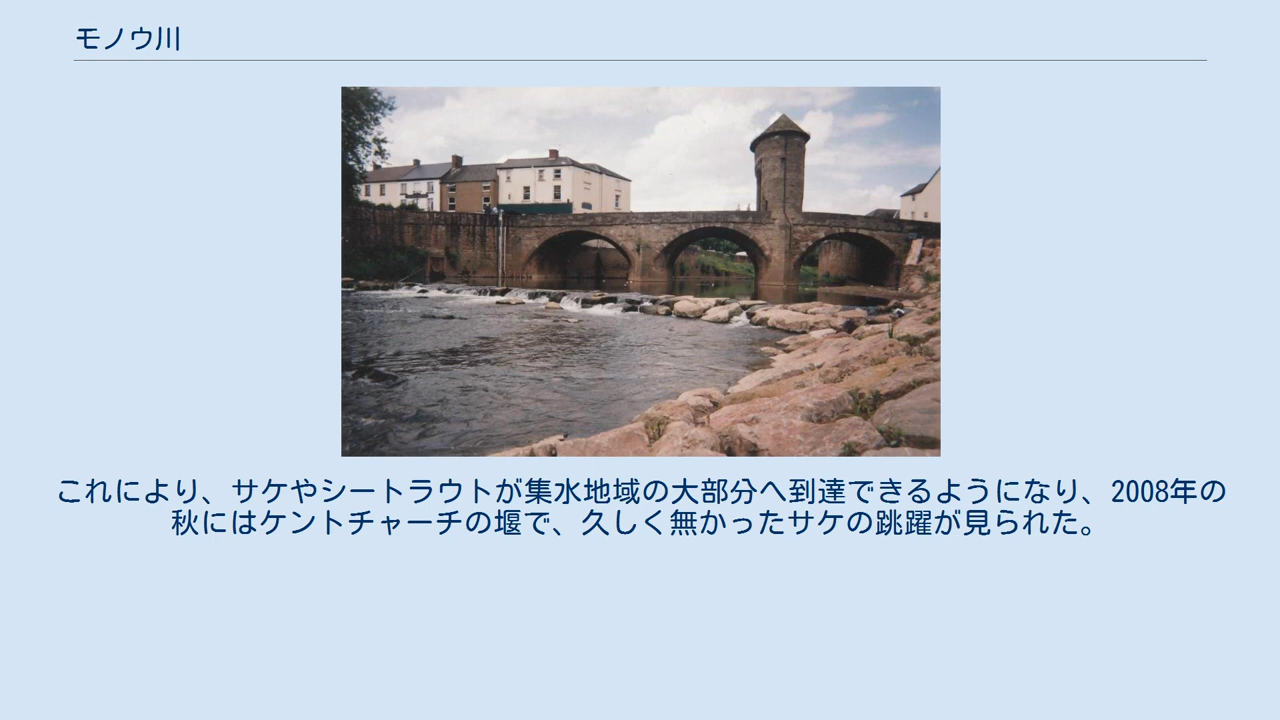 モノウ川
これにより、サケやシートラウトが集水地域の大部分へ到達できるようになり、2008年の
秋にはケントチャーチの堰で、久しく無かったサケの跳躍が見られた。